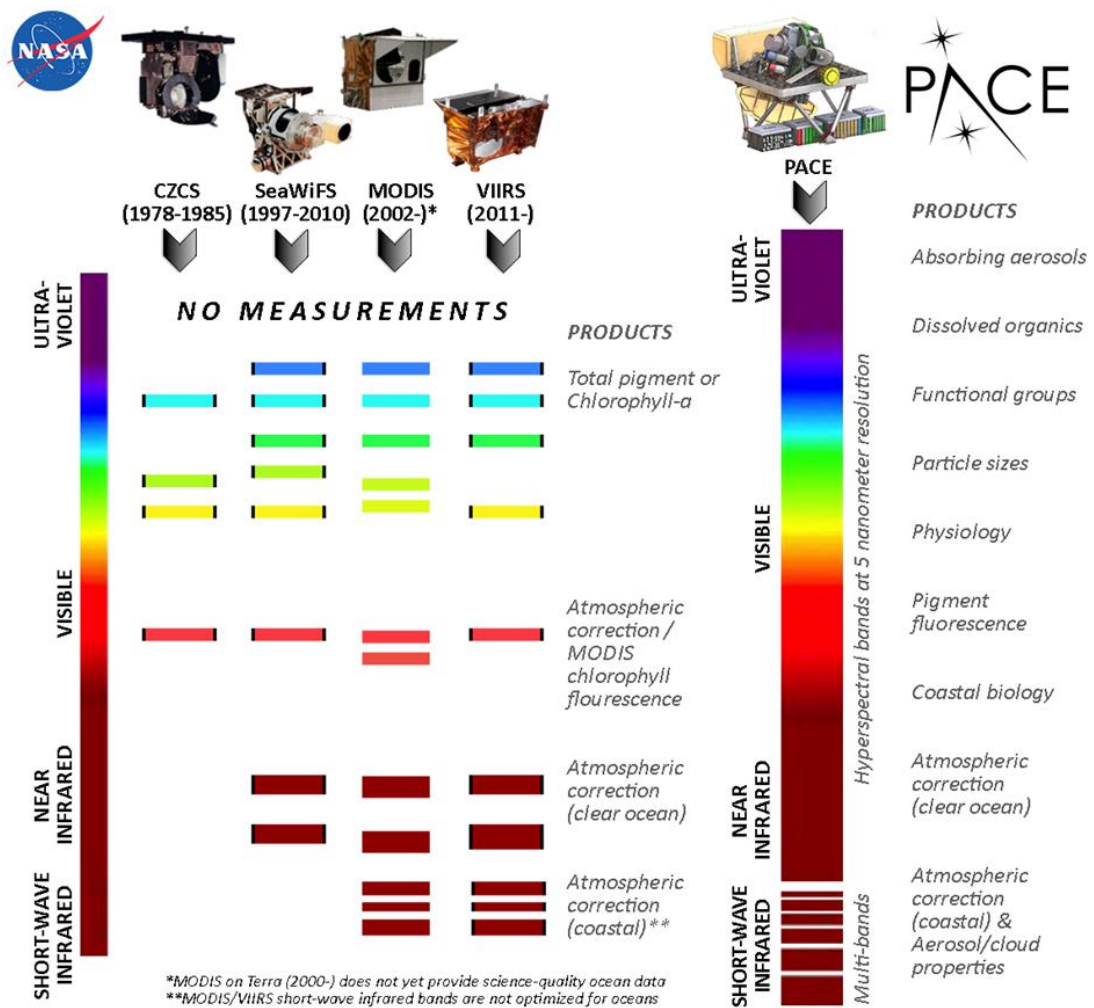 NASA
PACE
CZCS
(1978-1985)
SeaWiFS
(1997-2010)
MODIS
(2002-)*
VIIRS
(2011-)
PACE
ULTRA-
VIOLET
VISIBLE
NEAR
INFRARED
SHORT-WAVE
INFRARED
NO MEASUREMENTS
PRODUCTS
Total pigment or
Chlorophyll-a
Atmospheric
correction /
MODIS
chlorophyll
flourescence
Atmospheric
correction
(clear ocean)
Atmospheric
correction
(coastal)**
*MODIS on Terra (2000-) does not yet provide science-quality ocean data
**MODIS/VIIRS short-wave infrared bands are not optimized for oceans
ULTRA-
VIOLET
VISIBLE
NEAR
INFRARED
SHORT-WAVE
INFRARED
Hyperspectral bands at 5 nanometer resolution
Multi-bands
PRODUCTS
Absorbing aerosols
Dissolved organics
Functional groups
Particle sizes
Physiology
Pigment
fluorescence
Coastal biology
Atmospheric
correction
(clear ocean)
Atmospheric
correction
(coastal) &
Aerosol/cloud
properties